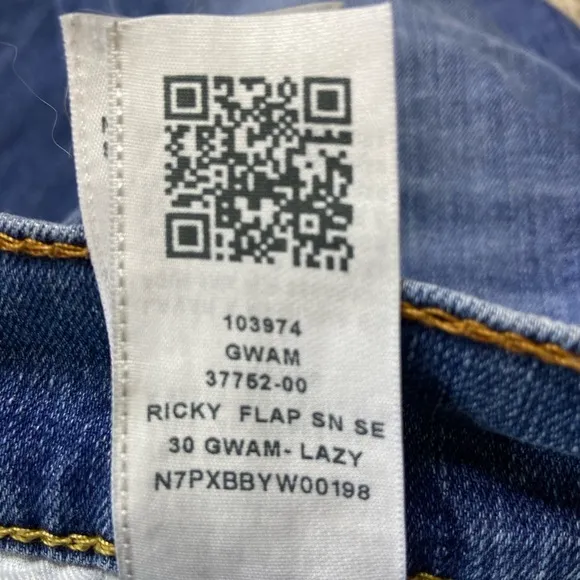 103974
GWAM
37752-00
RICKY FLAP SN SE
30 GWAM- LAZY
N7PXBBYW00198